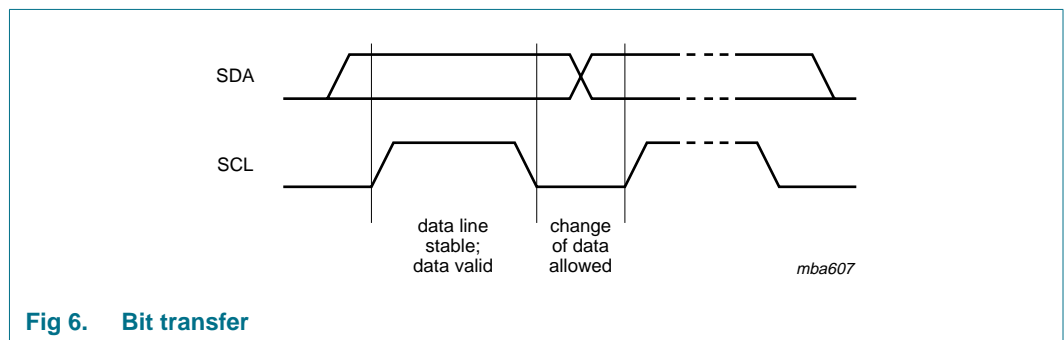 SDA
SCL
data line
stable;
data valid
change
of data
allowed
mba607
Fig 6. Bit transfer